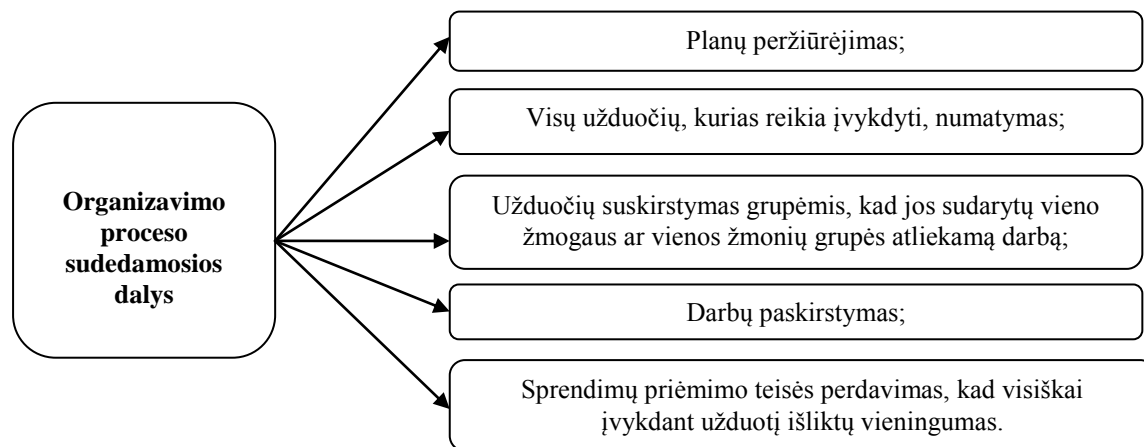 Organizavimo
proceso
sudedamosios
dalys
Planų peržiūrėjimas;
Visų užduočių, kurias reikia įvykdyti, numatymas;
Užduočių suskirstymas grupėmis, kad jos sudarytų vieno
žmogaus ar vienos žmonių grupės atliekamą darbą;
Darbų paskirstymas;
Sprendimų priėmimo teisės perdavimas, kad visiškai
įvykdant užduotį išliktų vieningumas.